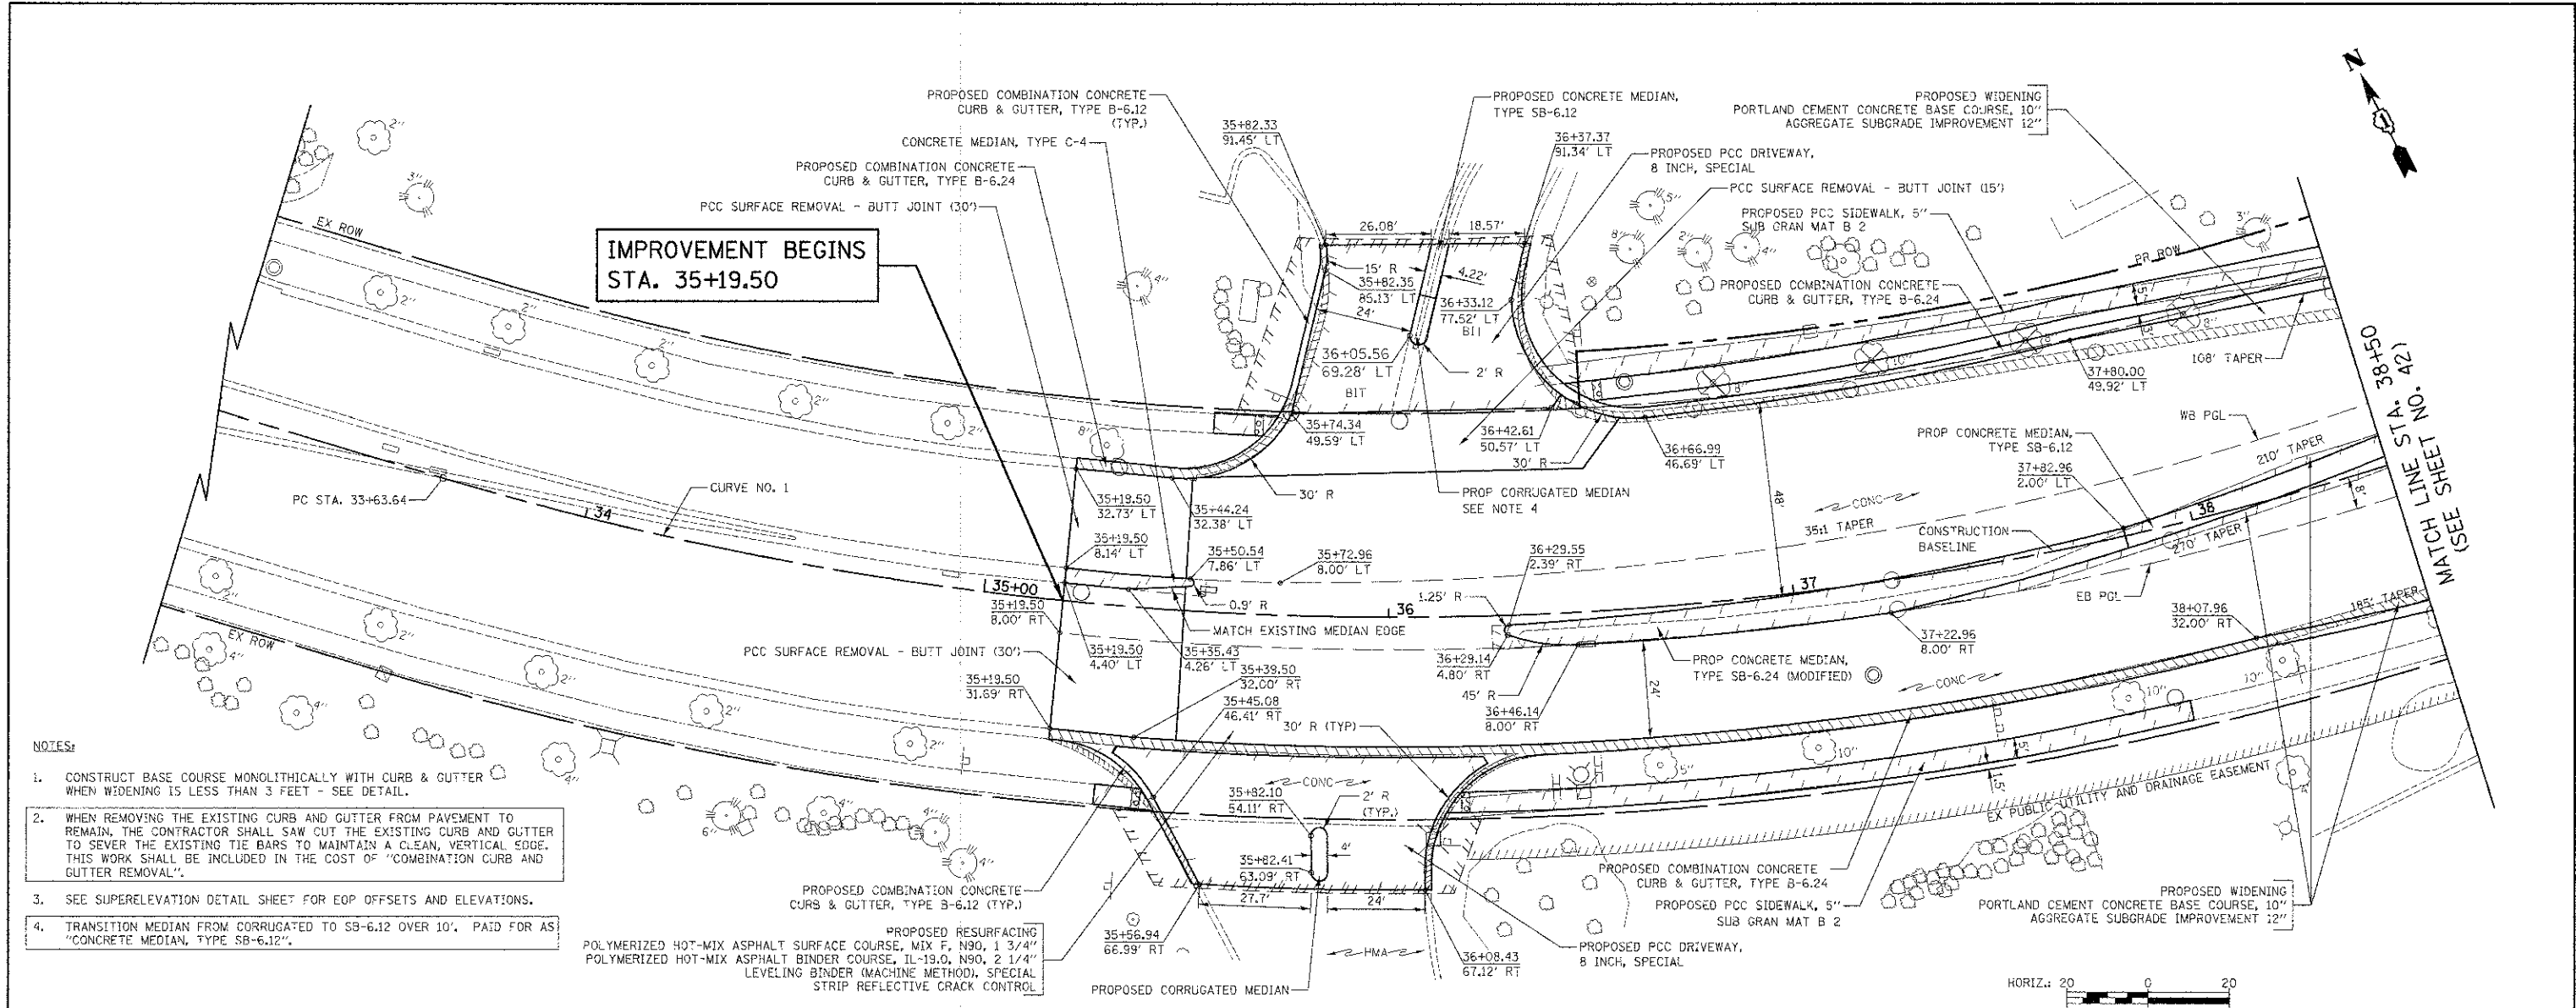 PROPOSED COMBINATION CONCRETE
CURB & GUTTER, TYPE B-6.12
(TYP.)
CONCRETE MEDIAN, TYPE C-4
PROPOSED COMBINATION CONCRETE
CURB & GUTTER, TYPE B-6.24
PCC SURFACE REMOVAL - BUTT JOINT (30')
IMPROVEMENT BEGINS
STA. 35+19.50
35+82.33
91.45' LT
PROPOSED CONCRETE MEDIAN,
TYPE SB-6.12
36+37.37
91.34' LT
PROPOSED PCC DRIVEWAY,
8 INCH, SPECIAL
PCC SURFACE REMOVAL - BUTT JOINT (15')
PROPOSED PCC SIDEWALK, 5"
SUB GRAN MAT B 2
PROPOSED COMBINATION CONCRETE
CURB & GUTTER, TYPE B-6.24
PROPOSED WIDENING
PORTLAND CEMENT CONCRETE BASE COURSE, 10"
AGGREGATE SUBGRADE IMPROVEMENT 12"
N
EX ROW
PR ROW
26.08'
18.57'
15' R
35+82.35
85.13' LT
24'
4.22'
36+33.12
77.52' LT
BIT
36+05.56
69.28' LT
2' R
BIT
35+74.34
49.59' LT
36+42.61
50.57' LT
30' R
36+66.99
46.69' LT
37+80.00
49.92' LT
108' TAPER
MATCH LINE STA. 38+50
(SEE SHEET NO. 42)
WB PGL
PROP CONCRETE MEDIAN,
TYPE SB-6.12
37+82.96
2.00' LT
210' TAPER
PC STA. 33+63.64
CURVE NO. 1
34
30' R
PROP CORRUGATED MEDIAN
SEE NOTE 4
48'
CONC
35:1 TAPER
CONSTRUCTION
BASELINE
38
270' TAPER
8'
35+19.50
32.73' LT
35+44.24
32.38' LT
35+19.50
8.14' LT
35+50.54
7.86' LT
35+72.96
8.00' LT
36+29.55
2.39' RT
35+00
36
37
0.9' R
1.25' R
EB PGL
35+19.50
8.00' RT
MATCH EXISTING MEDIAN EDGE
38+07.96
32.00' RT
185' TAPER
EX ROW
PCC SURFACE REMOVAL - BUTT JOINT (30')
35+19.50
4.40' LT
35+35.43
4.26' LT
35+39.50
32.00' RT
36+29.14
4.80' RT
45' R
36+46.14
8.00' RT
24'
PROP CONCRETE MEDIAN,
TYPE SB-6.24 (MODIFIED)
37+22.96
8.00' RT
CONC
35+19.50
31.69' RT
35+45.08
46.41' RT
30' R (TYP)
CONC
35+82.10
54.11' RT
2' R
(TYP.)
35+82.41
63.09' RT
4'
27.7'
24'
5'
1.5'
EX PUBLIC UTILITY AND DRAINAGE EASEMENT
NOTES:
1. CONSTRUCT BASE COURSE MONOLITHICALLY WITH CURB & GUTTER
WHEN WIDENING IS LESS THAN 3 FEET - SEE DETAIL.
2. WHEN REMOVING THE EXISTING CURB AND GUTTER FROM PAVEMENT TO
REMAIN, THE CONTRACTOR SHALL SAW CUT THE EXISTING CURB AND GUTTER
TO SEVER THE EXISTING TIE BARS TO MAINTAIN A CLEAN, VERTICAL EDGE.
THIS WORK SHALL BE INCLUDED IN THE COST OF "COMBINATION CURB AND
GUTTER REMOVAL".
3. SEE SUPERELEVATION DETAIL SHEET FOR EOP OFFSETS AND ELEVATIONS.
4. TRANSITION MEDIAN FROM CORRUGATED TO SB-6.12 OVER 10'. PAID FOR AS
"CONCRETE MEDIAN, TYPE SB-6.12".
PROPOSED COMBINATION CONCRETE
CURB & GUTTER, TYPE B-6.12 (TYP.)
PROPOSED RESURFACING
POLYMERIZED HOT-MIX ASPHALT SURFACE COURSE, MIX F, N90, 1 3/4"
POLYMERIZED HOT-MIX ASPHALT BINDER COURSE, IL-19.0, N90, 2 1/4"
LEVELING BINDER (MACHINE METHOD), SPECIAL
STRIP REFLECTIVE CRACK CONTROL
35+56.94
66.99' RT
PROPOSED CORRUGATED MEDIAN
HMA
36+08.43
67.12' RT
PROPOSED PCC DRIVEWAY,
8 INCH, SPECIAL
PROPOSED COMBINATION CONCRETE
CURB & GUTTER, TYPE B-6.24
PROPOSED PCC SIDEWALK, 5"
SUB GRAN MAT B 2
PROPOSED WIDENING
PORTLAND CEMENT CONCRETE BASE COURSE, 10"
AGGREGATE SUBGRADE IMPROVEMENT 12"
HORIZ.: 20 0 20